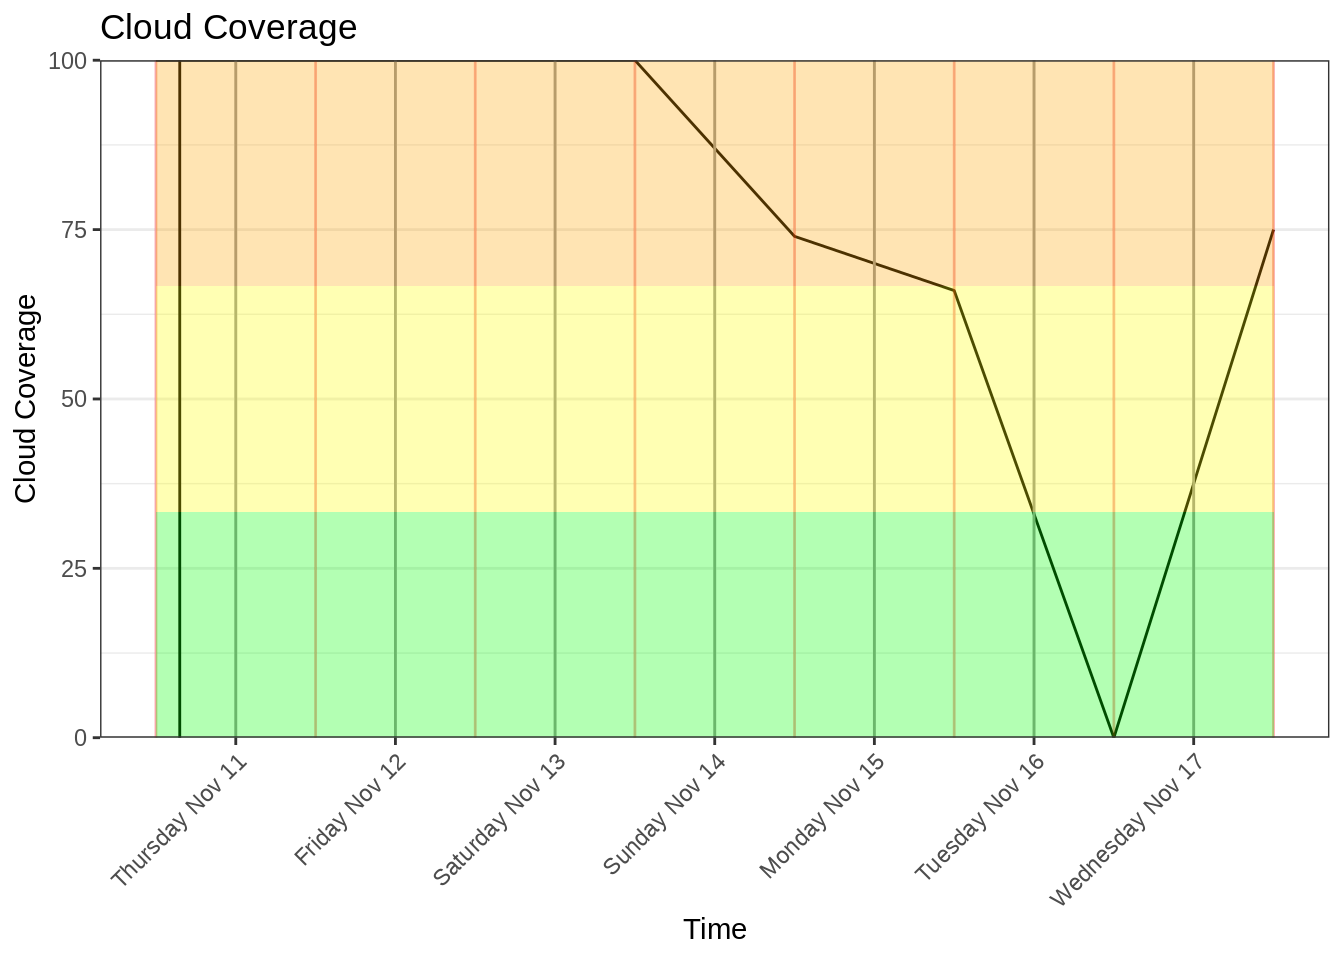 Cloud Coverage
100
75
50
25
0
Cloud Coverage
Thursday Nov 11
Friday Nov 12
Saturday Nov 13
Sunday Nov 14
Monday Nov 15
Tuesday Nov 16
Wednesday Nov 17
Time